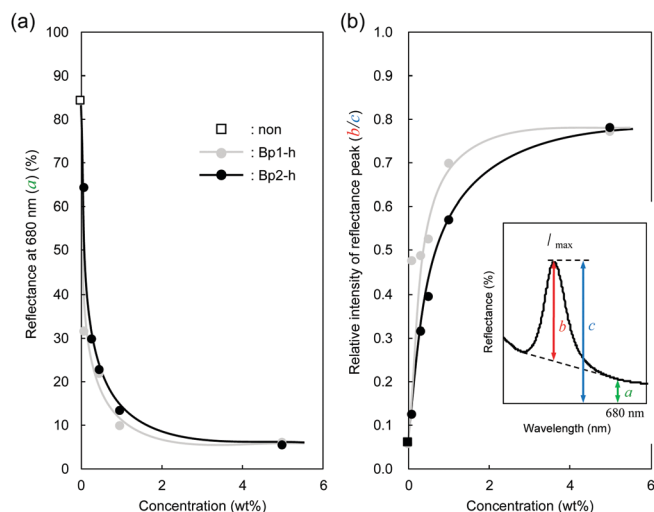 (a)
100
90
80
70
60
50
40
30
20
10
0
0 2 4 6
Reflectance at 680 nm (a) (%)
Concentration (wt%)
: non
: Bp1-h
: Bp2-h
(b)
1.0
0.9
0.8
0.7
0.6
0.5
0.4
0.3
0.2
0.1
0.0
0 2 4 6
Relative intensity of reflectance peak (b/c)
Concentration (wt%)
I max
b
c
a
680 nm
Reflectance (%)
Wavelength (nm)